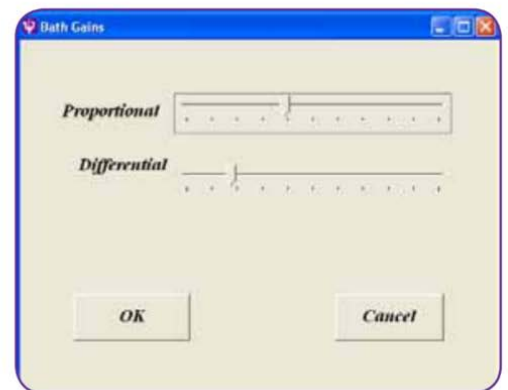 Bath Gains
Proportional
Differential
OK
Cancel